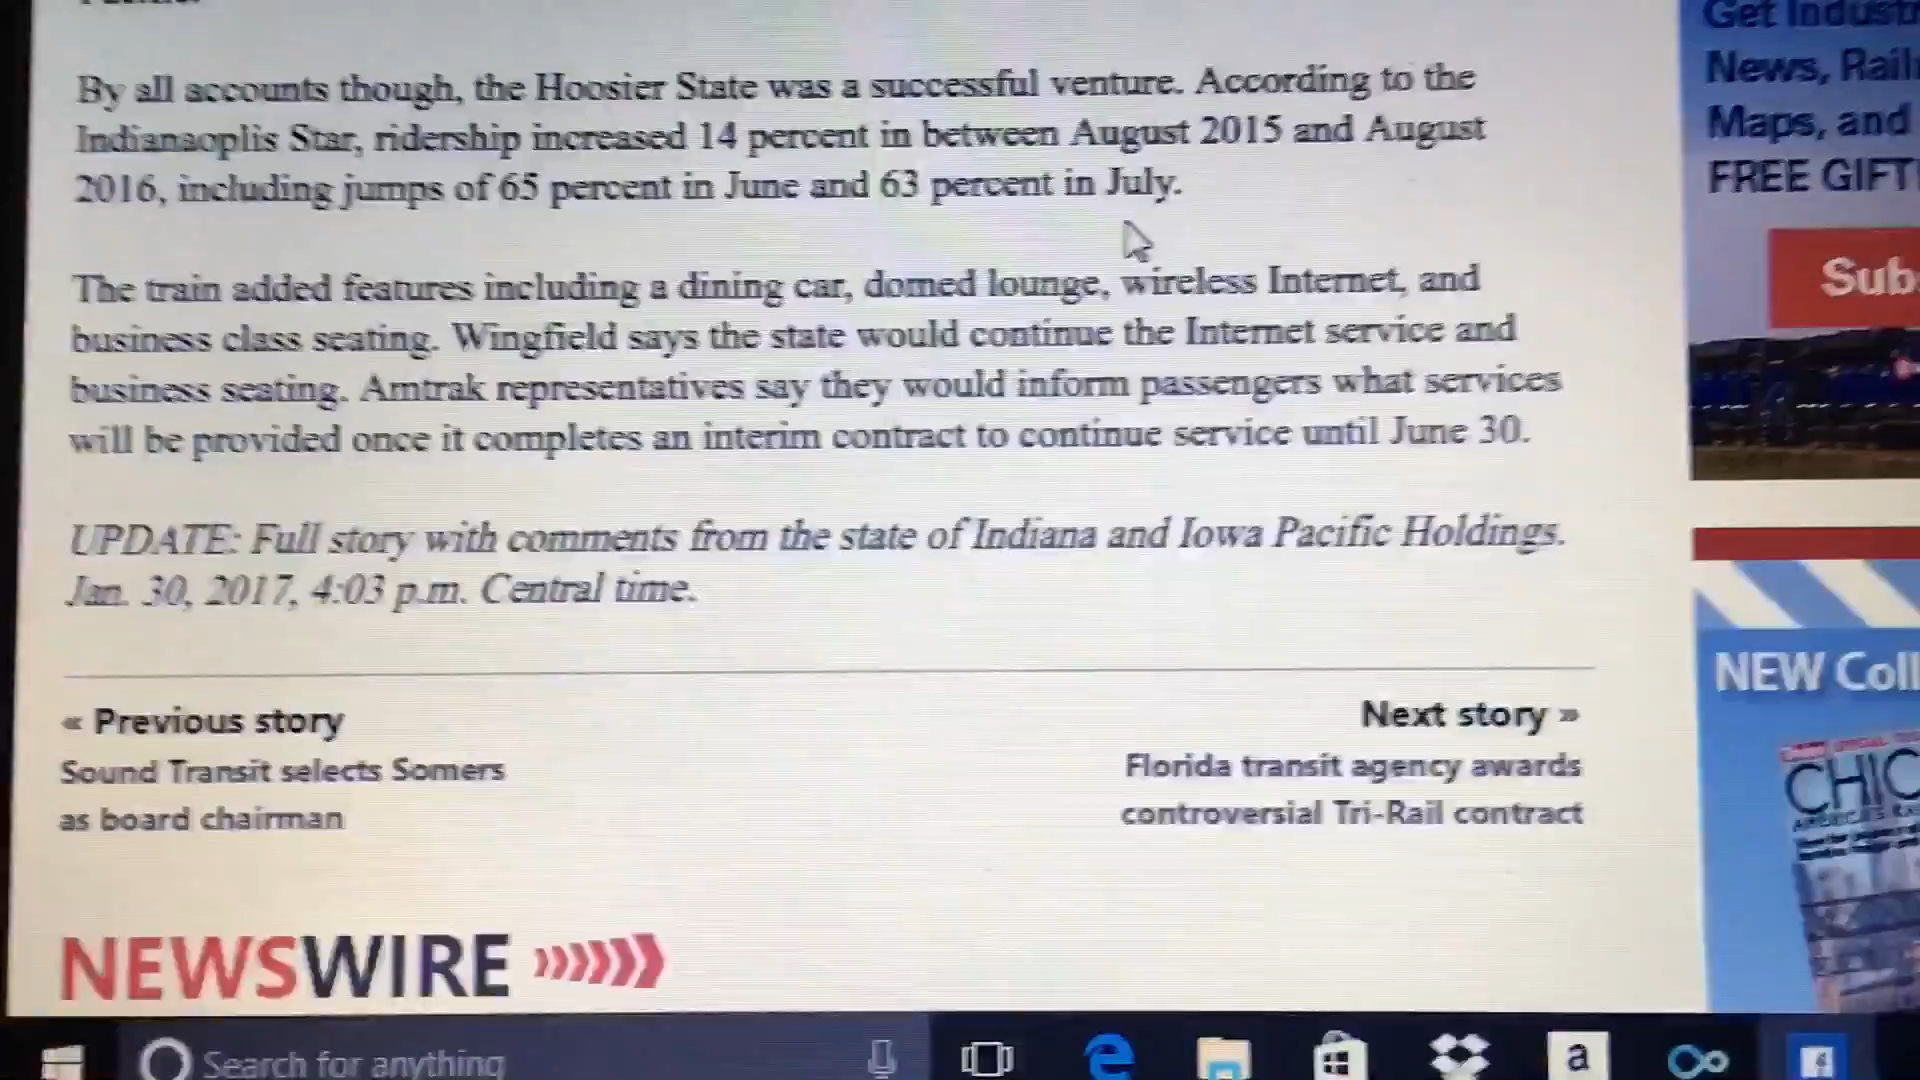 By all accounts though, the Hoosier State was a successful venture. According to the
Indianaoplis Star, ridership increased 14 percent in between August 2015 and August
2016, including jumps of 65 percent in June and 63 percent in July.
The train added features including a dining car, domed lounge, wireless Internet, and
business class seating. Wingfield says the state would continue the Internet service and
business seating. Amtrak representatives say they would inform passengers what services
will be provided once it completes an interim contract to continue service until June 30.
UPDATE: Full story with comments from the state of Indiana and Iowa Pacific Holdings.
Jan. 30, 2017, 4:03 p.m. Central time.
« Previous story
Sound Transit selects Somers
as board chairman
Next story »
Florida transit agency awards
controversial Tri-Rail contract
NEWSWIRE
Get Industr
News, Rail
Maps, and
FREE GIFT
Subs
NEW Coll
CHIC
Search for anything
a